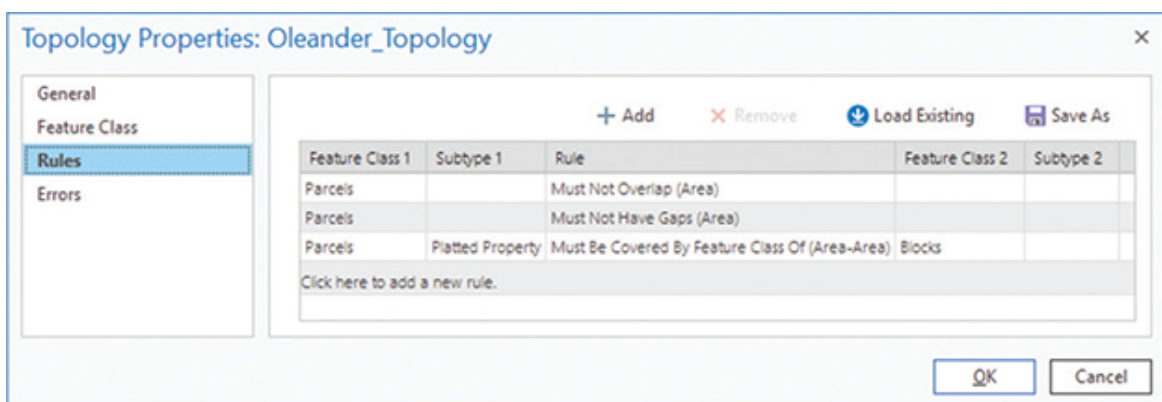 Topology Properties: Oleander_Topology
General
Feature Class
Rules
Errors
Add Remove Load Existing Save As
Feature Class 1 Subtype 1 Rule Feature Class 2 Subtype 2
Parcels Must Not Overlap (Area)
Parcels Must Not Have Gaps (Area)
Parcels Platted Property Must Be Covered By Feature Class Of (Area-Area) Blocks
Click here to add a new rule.
OK Cancel